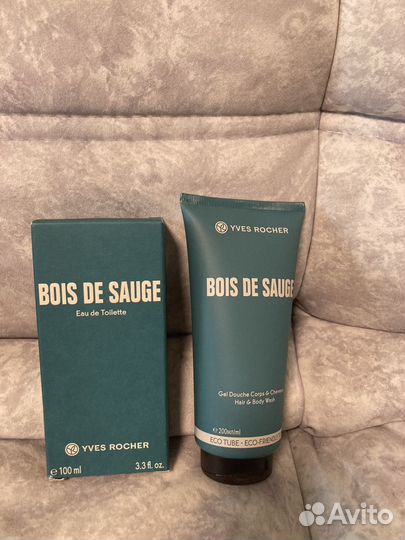 BOIS DE SAUGE
Eau de Toilette
YVES ROCHER
e 100 ml 3.3 fl. oz.
YVES ROCHER
BOIS DE SAUGE
Gel Douche Corps &
Hair & Body Wash
e 200ml
ECO TUBE · ECO-FRIENDLY
Avito